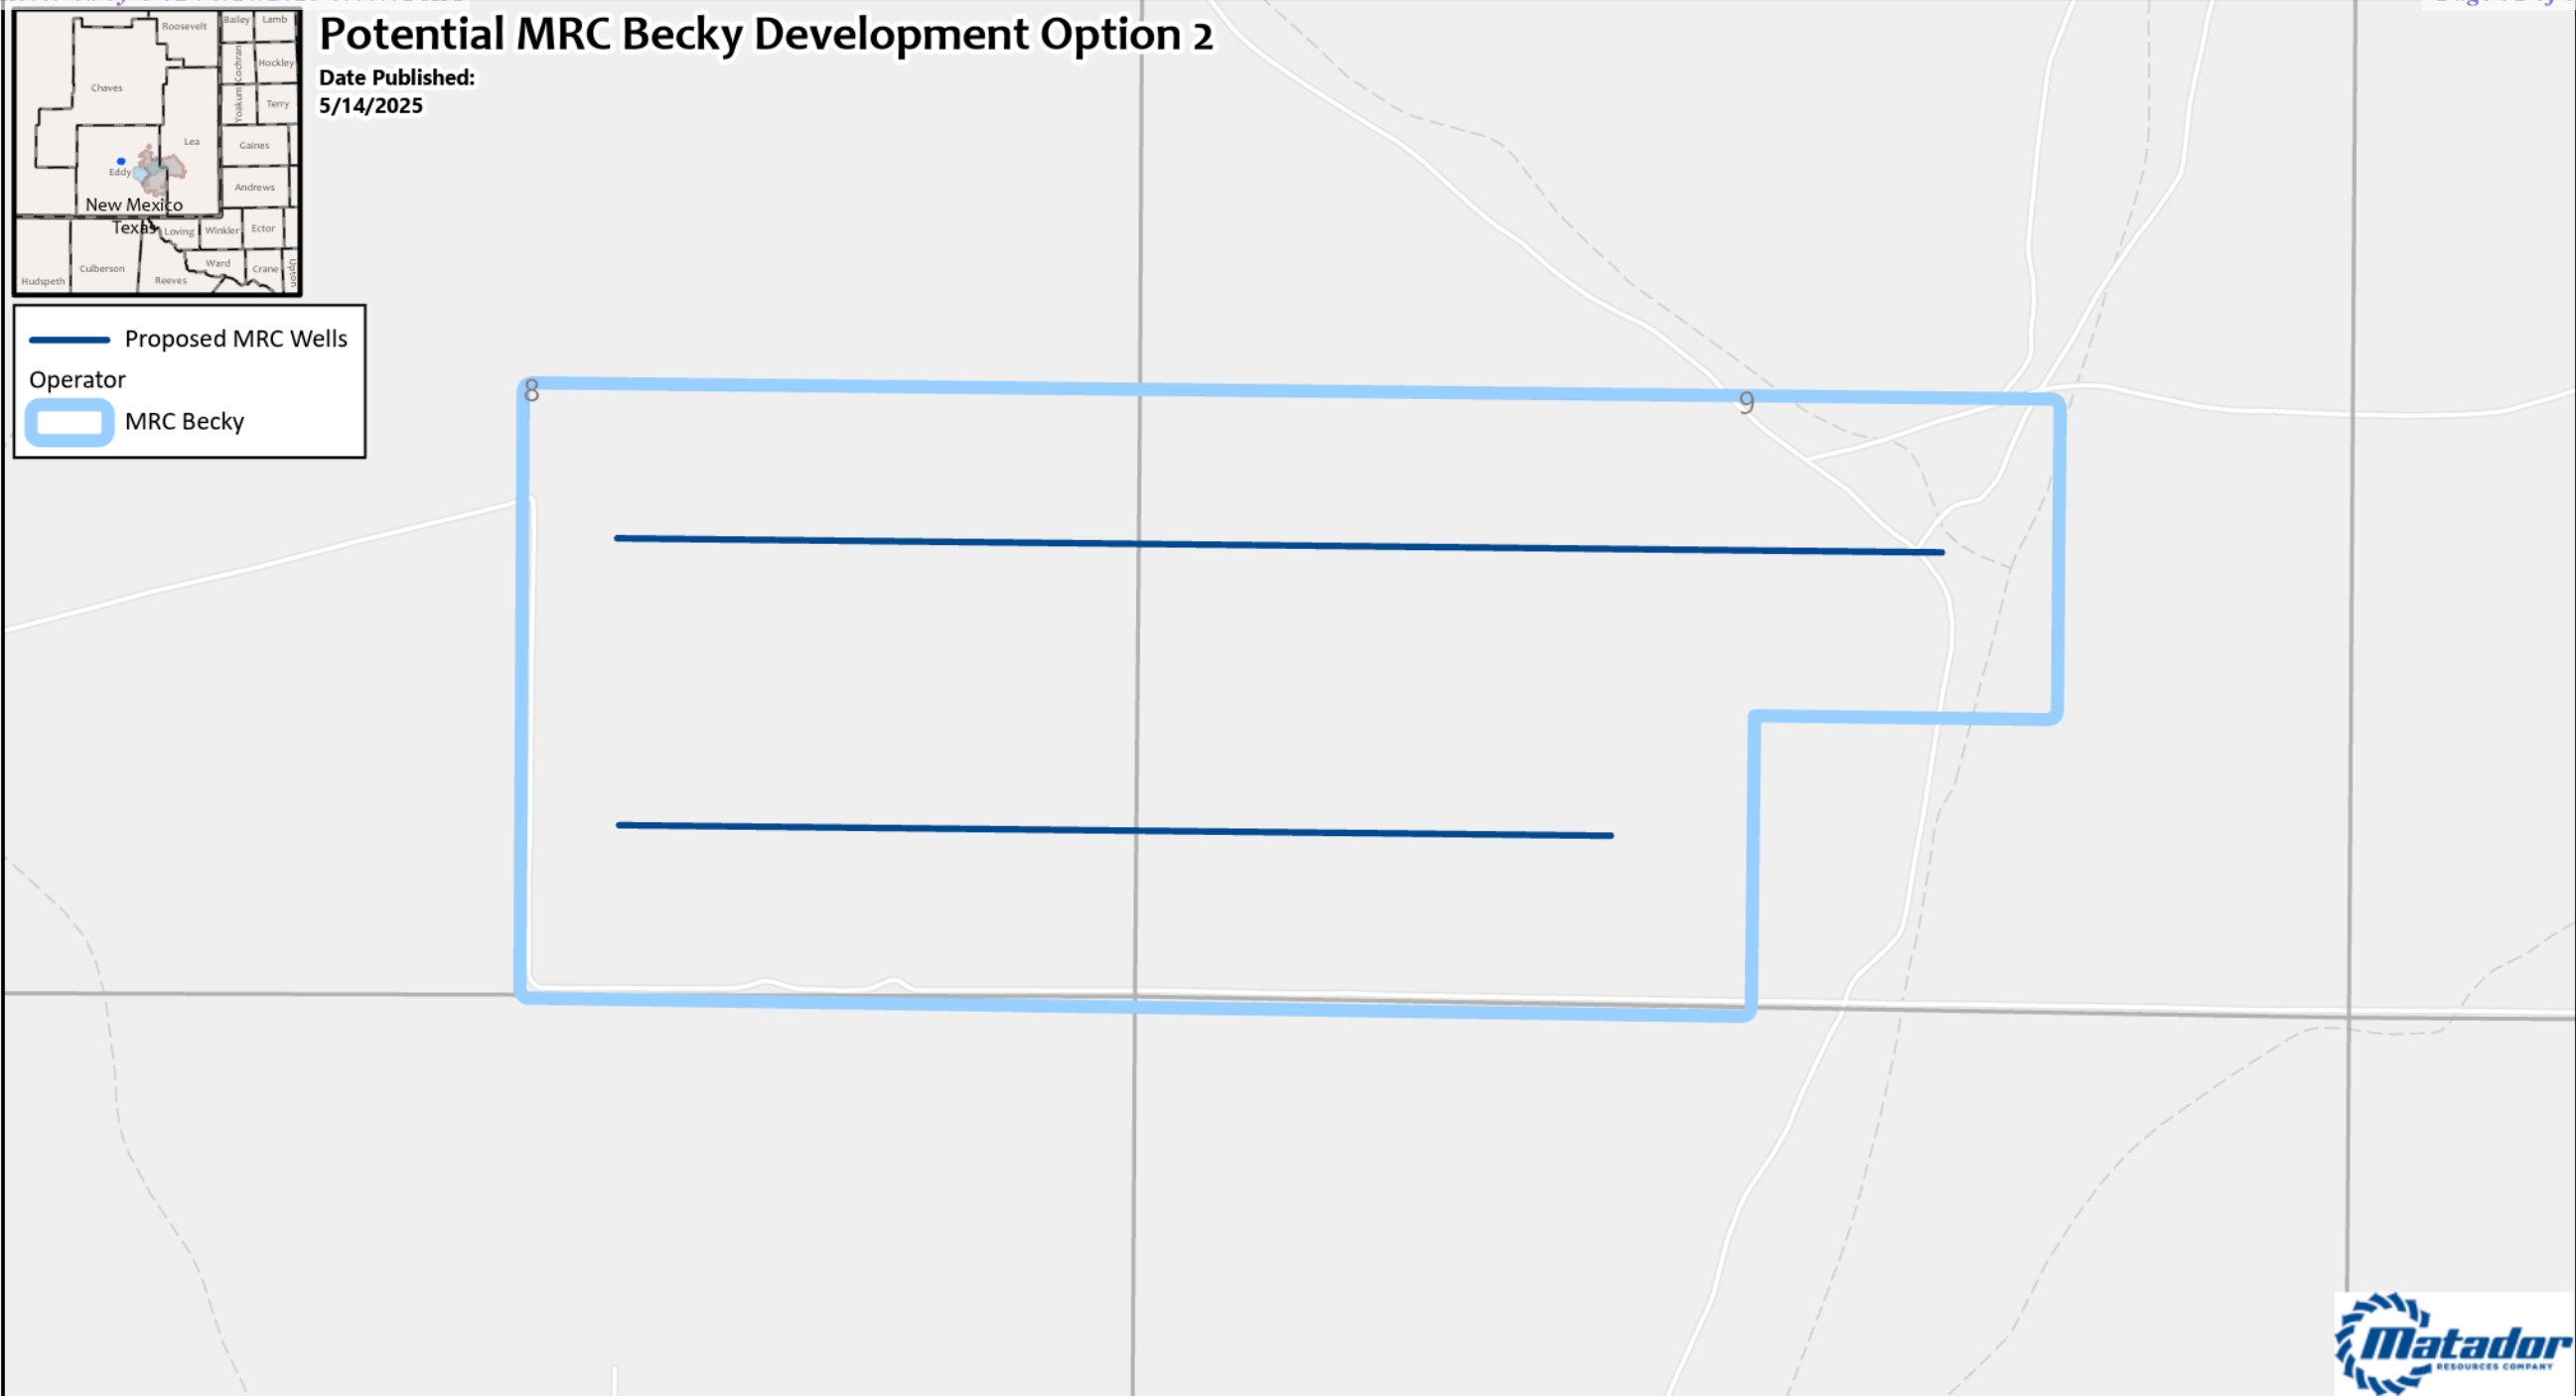 Potential MRC Becky Development Option 2
Date Published:
5/14/2025
Roosevelt
Bailey
Lamb
Cochran
Hockley
Chaves
Yoakum
Terry
Lea
Gaines
Eddy
Andrews
New Mexico
Texas
Loving
Winkler
Ector
Ward
Crane
Upton
Culberson
Reeves
Hudspeth
Proposed MRC Wells
Operator
MRC Becky
8
9
Matador
RESOURCES COMPANY